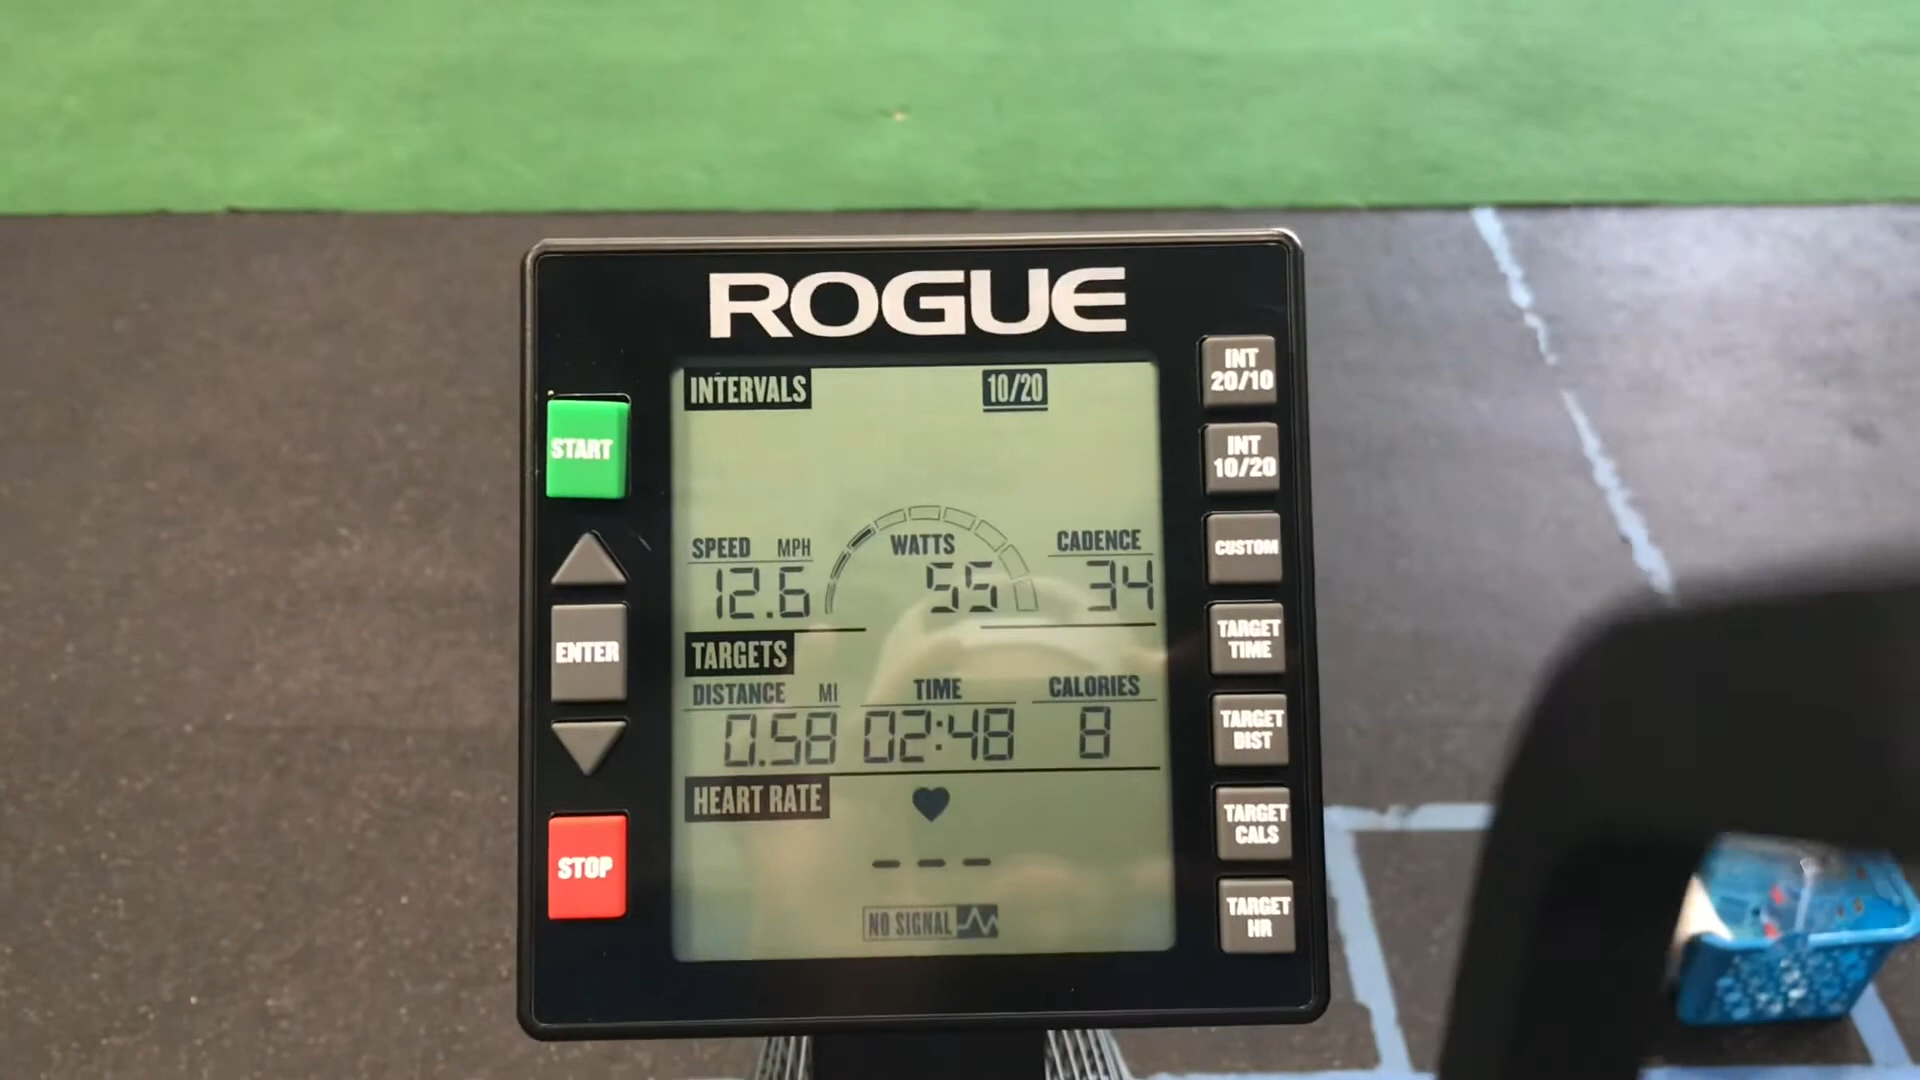 ROGUE
INTERVALS 10/20
START
SPEED MPH WATTS CADENCE
12.6 55 34
ENTER
TARGETS
DISTANCE MI TIME CALORIES
0.58 02:48 8
HEART RATE
---
STOP
NO SIGNAL
INT
20/10
INT
10/20
CUSTOM
TARGET
TIME
TARGET
DIST
TARGET
CALS
TARGET
HR